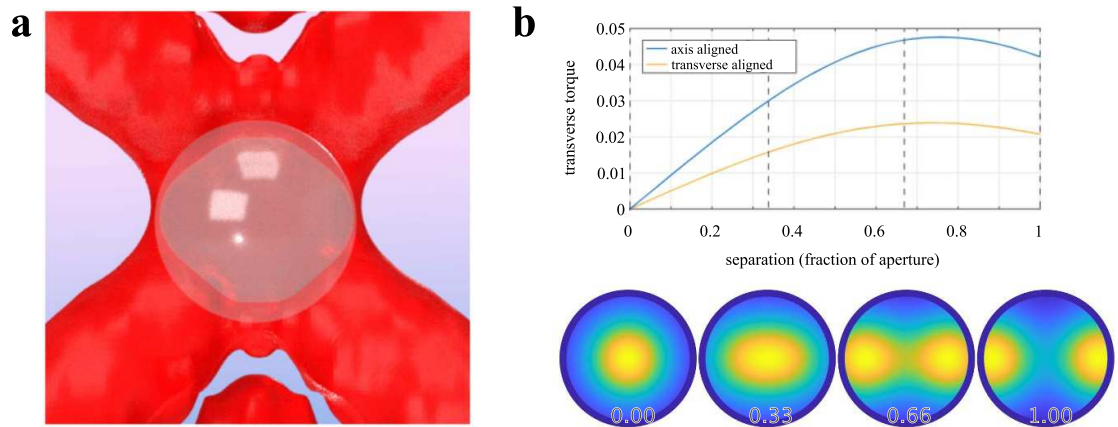 a
b
0.05
0.04
0.03
0.02
0.01
0
transverse torque
axis aligned
transverse aligned
0 0.2 0.4 0.6 0.8 1
separation (fraction of aperture)
0.00 0.33 0.66 1.00